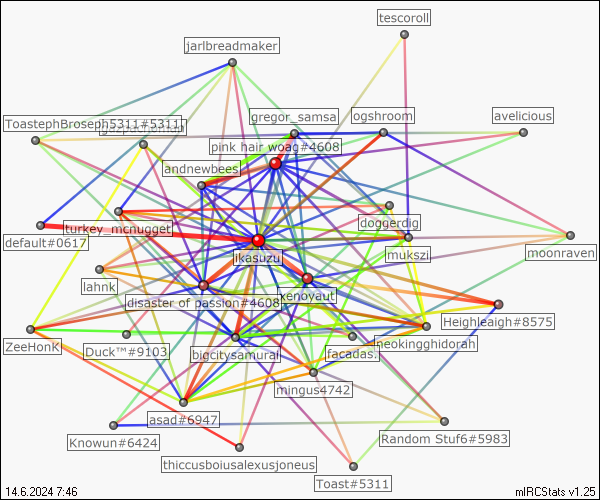 tescoroll
jarlbreadmaker
gregor_samsa
ogshroom
avelicious
ToastephBroseph5311#5311
pink hair woag#4608
andnewbees
doggerdig
turkey_mcnugget
default#0617
ikasuzu
mukszi
moonraven
lahnk
disaster of passion#4608
xenoyaut
Heighleaigh#8575
ZeeHonK
Duck™#9103
bigcitysamurai
facadas.
neokingghidorah
mingus4742
asad#6947
Knowun#6424
Random Stuf6#5983
thiccusboiusalexusjoneus
Toast#5311
14.6.2024 7:46
mIRCStats v1.25